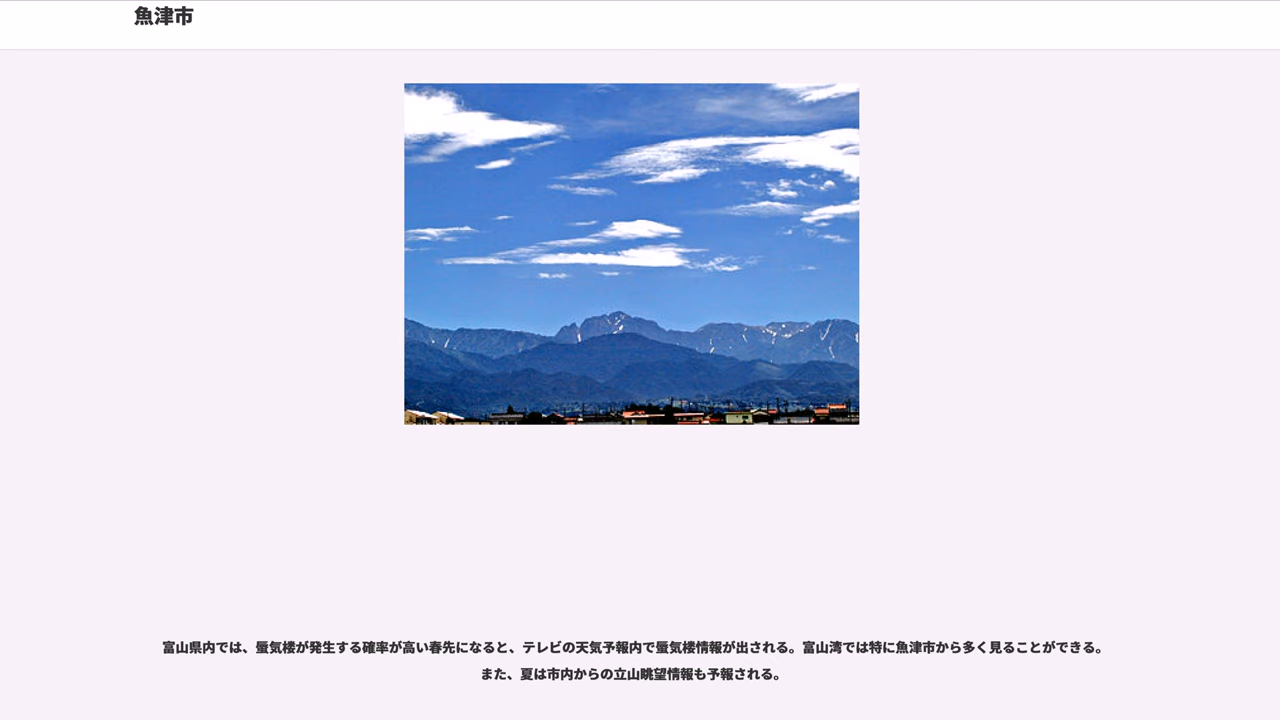 魚津市
富山県内では、蜃気楼が発生する確率が高い春先になると、テレビの天気予報内で蜃気楼情報が出される。富山湾では特に魚津市から多く見ることができる。
また、夏は市内からの立山眺望情報も予報される。